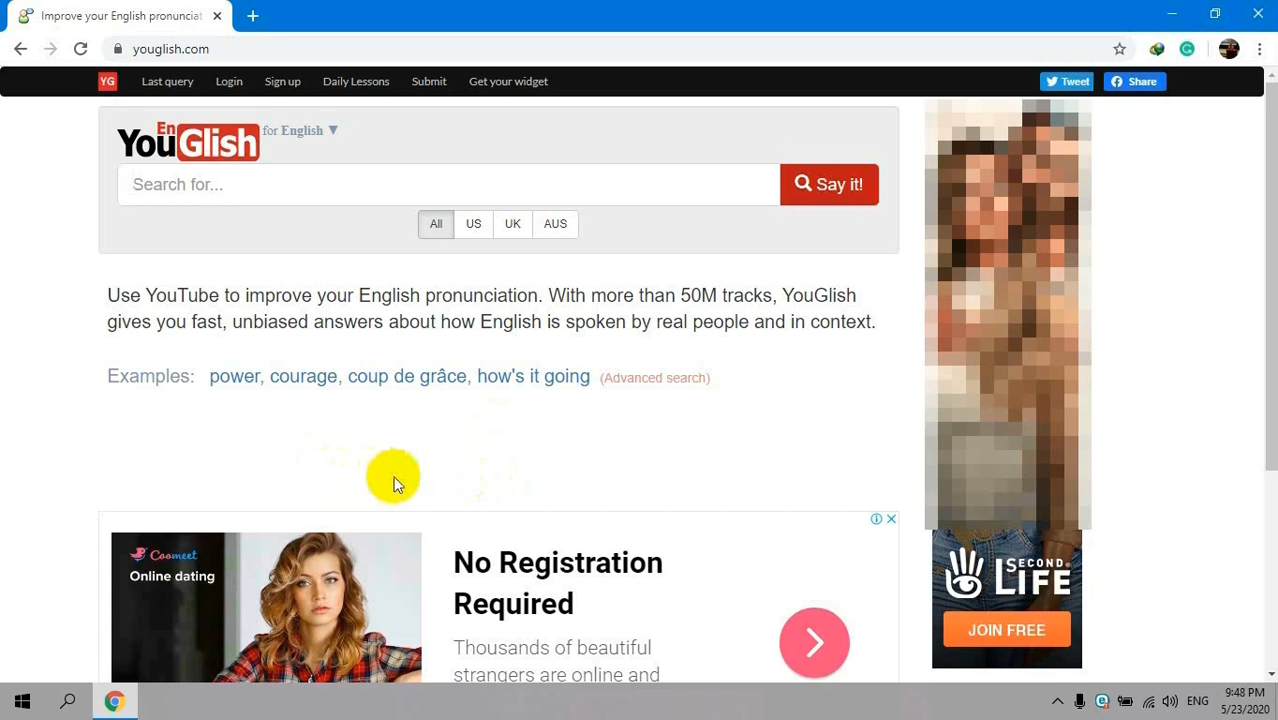 Improve your English pronunciat
youglish.com
YG Last query Login Sign up Daily Lessons Submit Get your widget Tweet Share
En
YouGlish for English ▼
Search for... Say it!
All US UK AUS
Use YouTube to improve your English pronunciation. With more than 50M tracks, YouGlish
gives you fast, unbiased answers about how English is spoken by real people and in context.
Examples: power, courage, coup de grâce, how's it going (Advanced search)
Coomeet
Online dating
No Registration
Required
Thousands of beautiful
strangers are online and
SECOND
LIFE
JOIN FREE
ENG
9:48 PM
5/23/2020